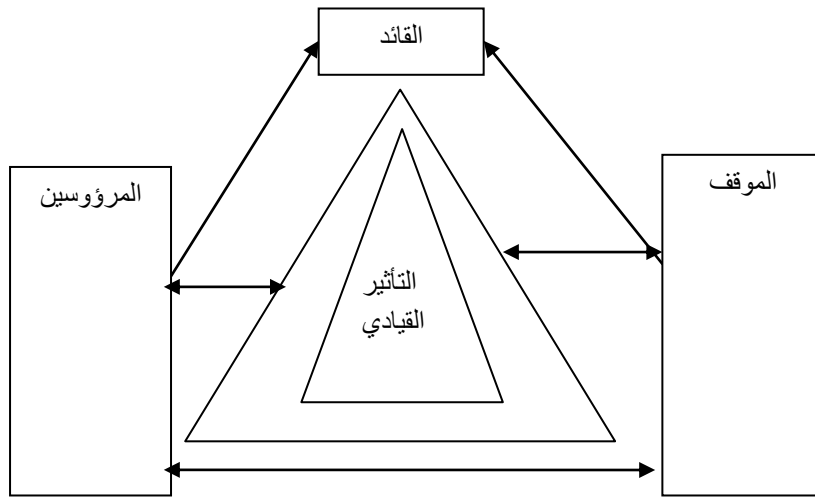 القائد
الموقف
المرؤوسين
التأثير
القيادي